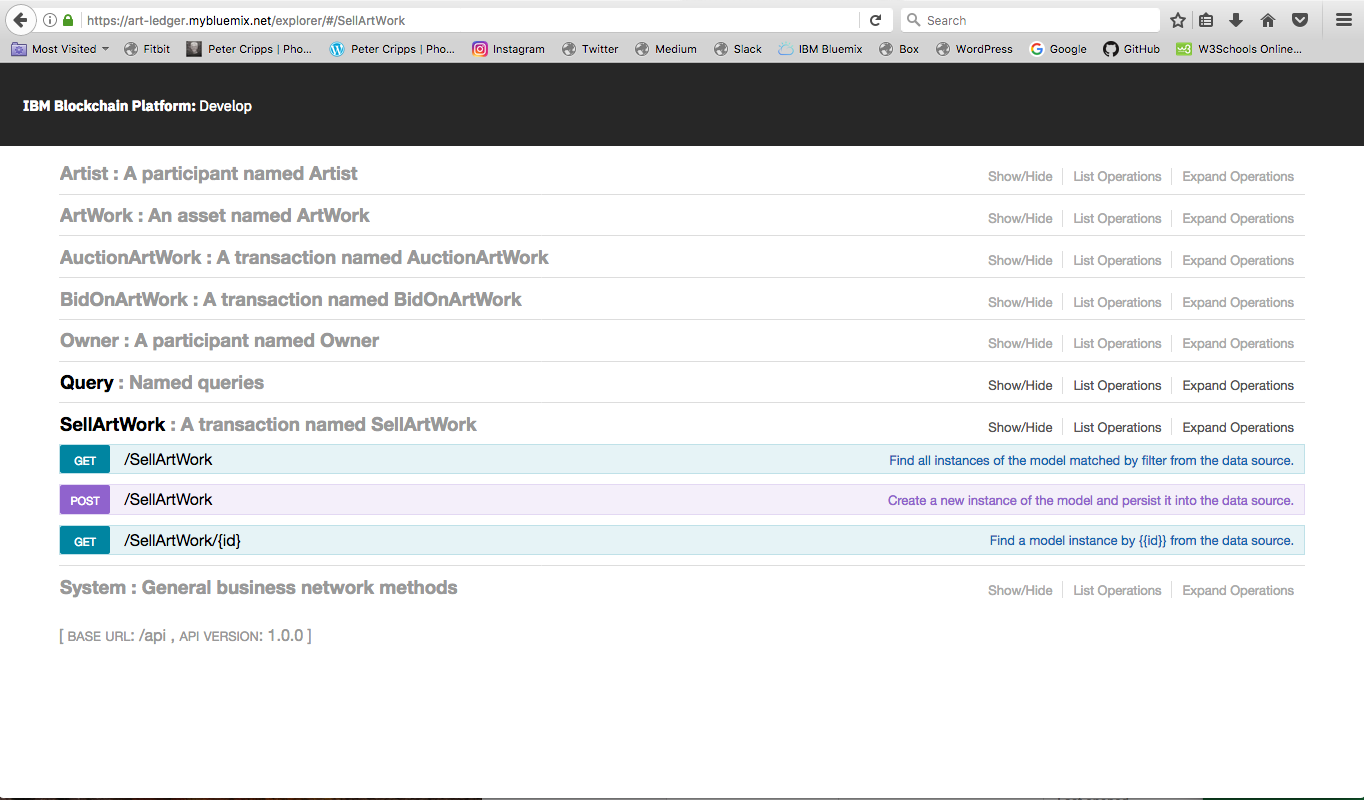 https://art-ledger.mybluemix.net/explorer/#/SellArtWork
Search
Most Visited Fitbit Peter Cripps | Pho... Peter Cripps | Pho... Instagram Twitter Medium Slack IBM Bluemix Box WordPress Google GitHub W3Schools Online...
IBM Blockchain Platform: Develop
Artist : A participant named Artist Show/Hide List Operations Expand Operations
ArtWork : An asset named ArtWork Show/Hide List Operations Expand Operations
AuctionArtWork : A transaction named AuctionArtWork Show/Hide List Operations Expand Operations
BidOnArtWork : A transaction named BidOnArtWork Show/Hide List Operations Expand Operations
Owner : A participant named Owner Show/Hide List Operations Expand Operations
Query : Named queries Show/Hide List Operations Expand Operations
SellArtWork : A transaction named SellArtWork Show/Hide List Operations Expand Operations
GET /SellArtWork Find all instances of the model matched by filter from the data source.
POST /SellArtWork Create a new instance of the model and persist it into the data source.
GET /SellArtWork/{id} Find a model instance by {{id}} from the data source.
System : General business network methods Show/Hide List Operations Expand Operations
[ BASE URL: /api , API VERSION: 1.0.0 ]